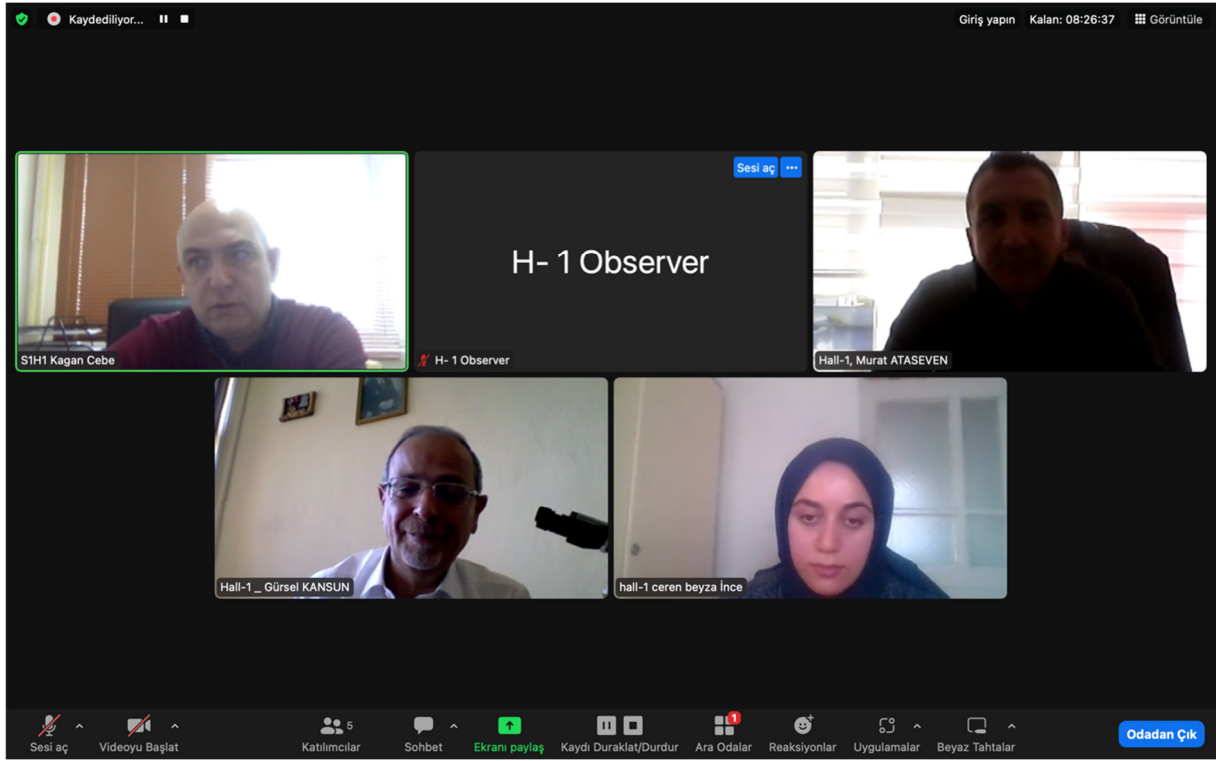 Kaydediliyor...
Giriş yapın
Kalan: 08:26:37
Görüntüle
S1H1 Kagan Cebe
Sesi aç
H- 1 Observer
H- 1 Observer
Hall-1, Murat ATASEVEN
Hall-1 _ Gürsel KANSUN
hall-1 ceren beyza İnce
Sesi aç
Videoyu Başlat
5
Katılımcılar
Sohbet
Ekranı paylaş
Kaydı Duraklat/Durdur
1
Ara Odalar
Reaksiyonlar
Uygulamalar
Beyaz Tahtalar
Odadan Çık